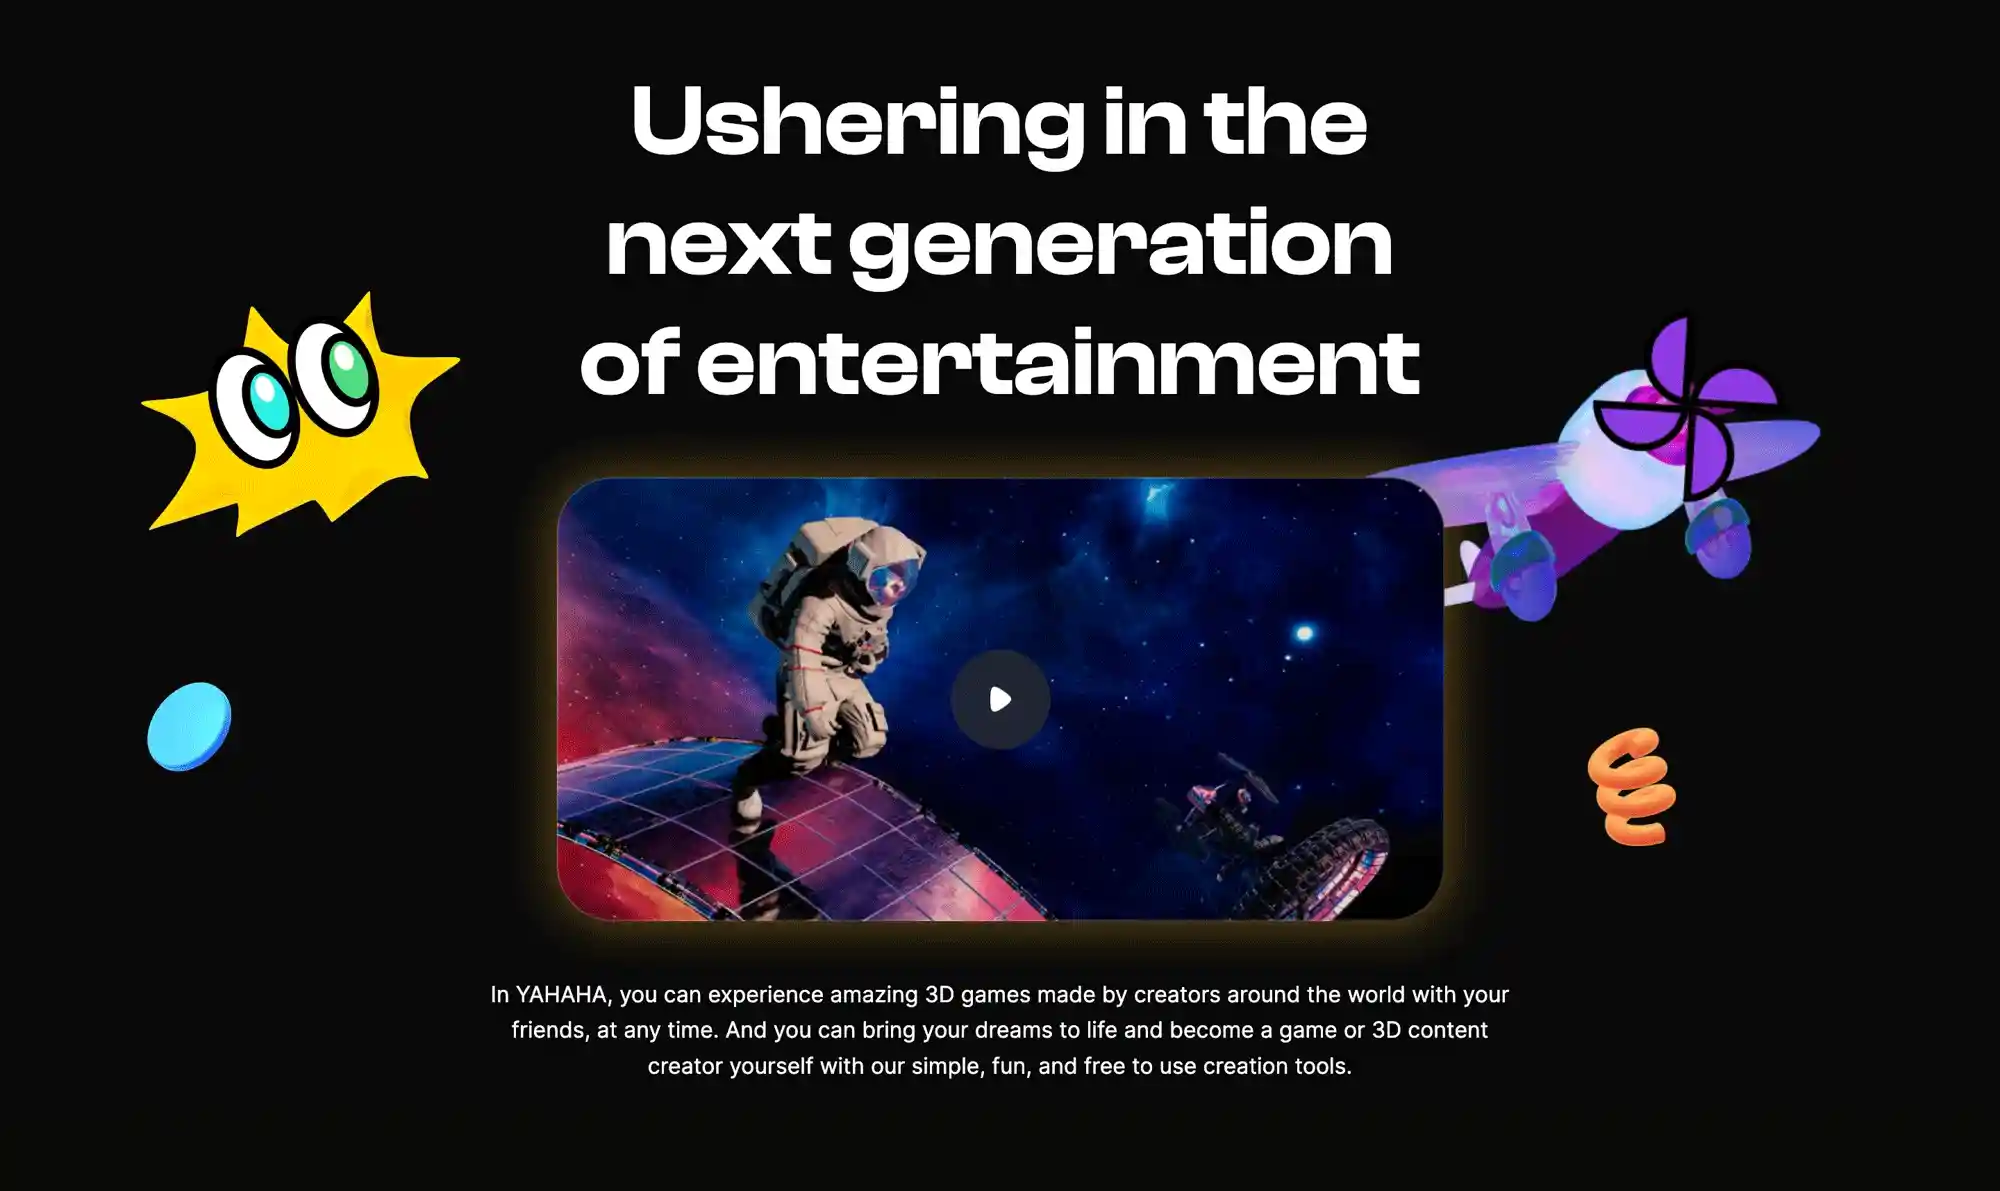 Ushering in the
next generation
of entertainment
In YAHAHA, you can experience amazing 3D games made by creators around the world with your
friends, at any time. And you can bring your dreams to life and become a game or 3D content
creator yourself with our simple, fun, and free to use creation tools.